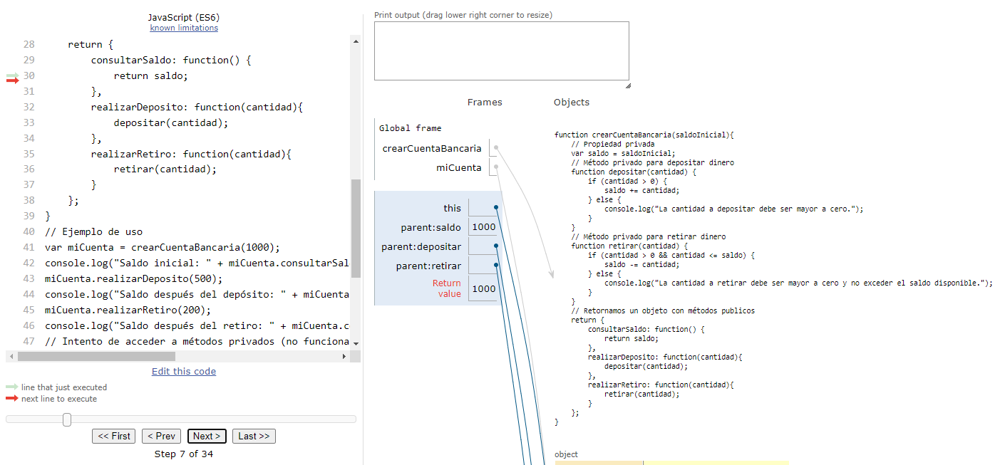 JavaScript (ES6)
known limitations
28 return {
29 consultarSaldo: function() {
30 return saldo;
31 },
32 realizarDeposito: function(cantidad){
33 depositar(cantidad);
34 },
35 realizarRetiro: function(cantidad){
36 retirar(cantidad);
37 }
38 };
39 }
40 // Ejemplo de uso
41 var miCuenta = crearCuentaBancaria(1000);
42 console.log("Saldo inicial: " + miCuenta.consultarSal
43 miCuenta.realizarDeposito(500);
44 console.log("Saldo después del depósito: " + miCuenta
45 miCuenta.realizarRetiro(200);
46 console.log("Saldo después del retiro: " + miCuenta.c
47 // Intento de acceder a métodos privados (no funciona
Edit this code
line that just executed
next line to execute
<< First
< Prev
Next >
Last >>
Step 7 of 34
Print output (drag lower right corner to resize)
Frames
Objects
Global frame
crearCuentaBancaria
miCuenta
this
parent:saldo 1000
parent:depositar
parent:retirar
Return
value 1000
function crearCuentaBancaria(saldoInicial){
// Propiedad privada
var saldo = saldoInicial;
// Método privado para depositar dinero
function depositar(cantidad) {
if (cantidad > 0) {
saldo += cantidad;
} else {
console.log("La cantidad a depositar debe ser mayor a cero.");
}
}
// Método privado para retirar dinero
function retirar(cantidad) {
if (cantidad > 0 && cantidad <= saldo) {
saldo -= cantidad;
} else {
console.log("La cantidad a retirar debe ser mayor a cero y no exceder el saldo disponible.");
}
}
// Retornamos un objeto con métodos publicos
return {
consultarSaldo: function() {
return saldo;
},
realizarDeposito: function(cantidad){
depositar(cantidad);
},
realizarRetiro: function(cantidad){
retirar(cantidad);
}
};
}
object